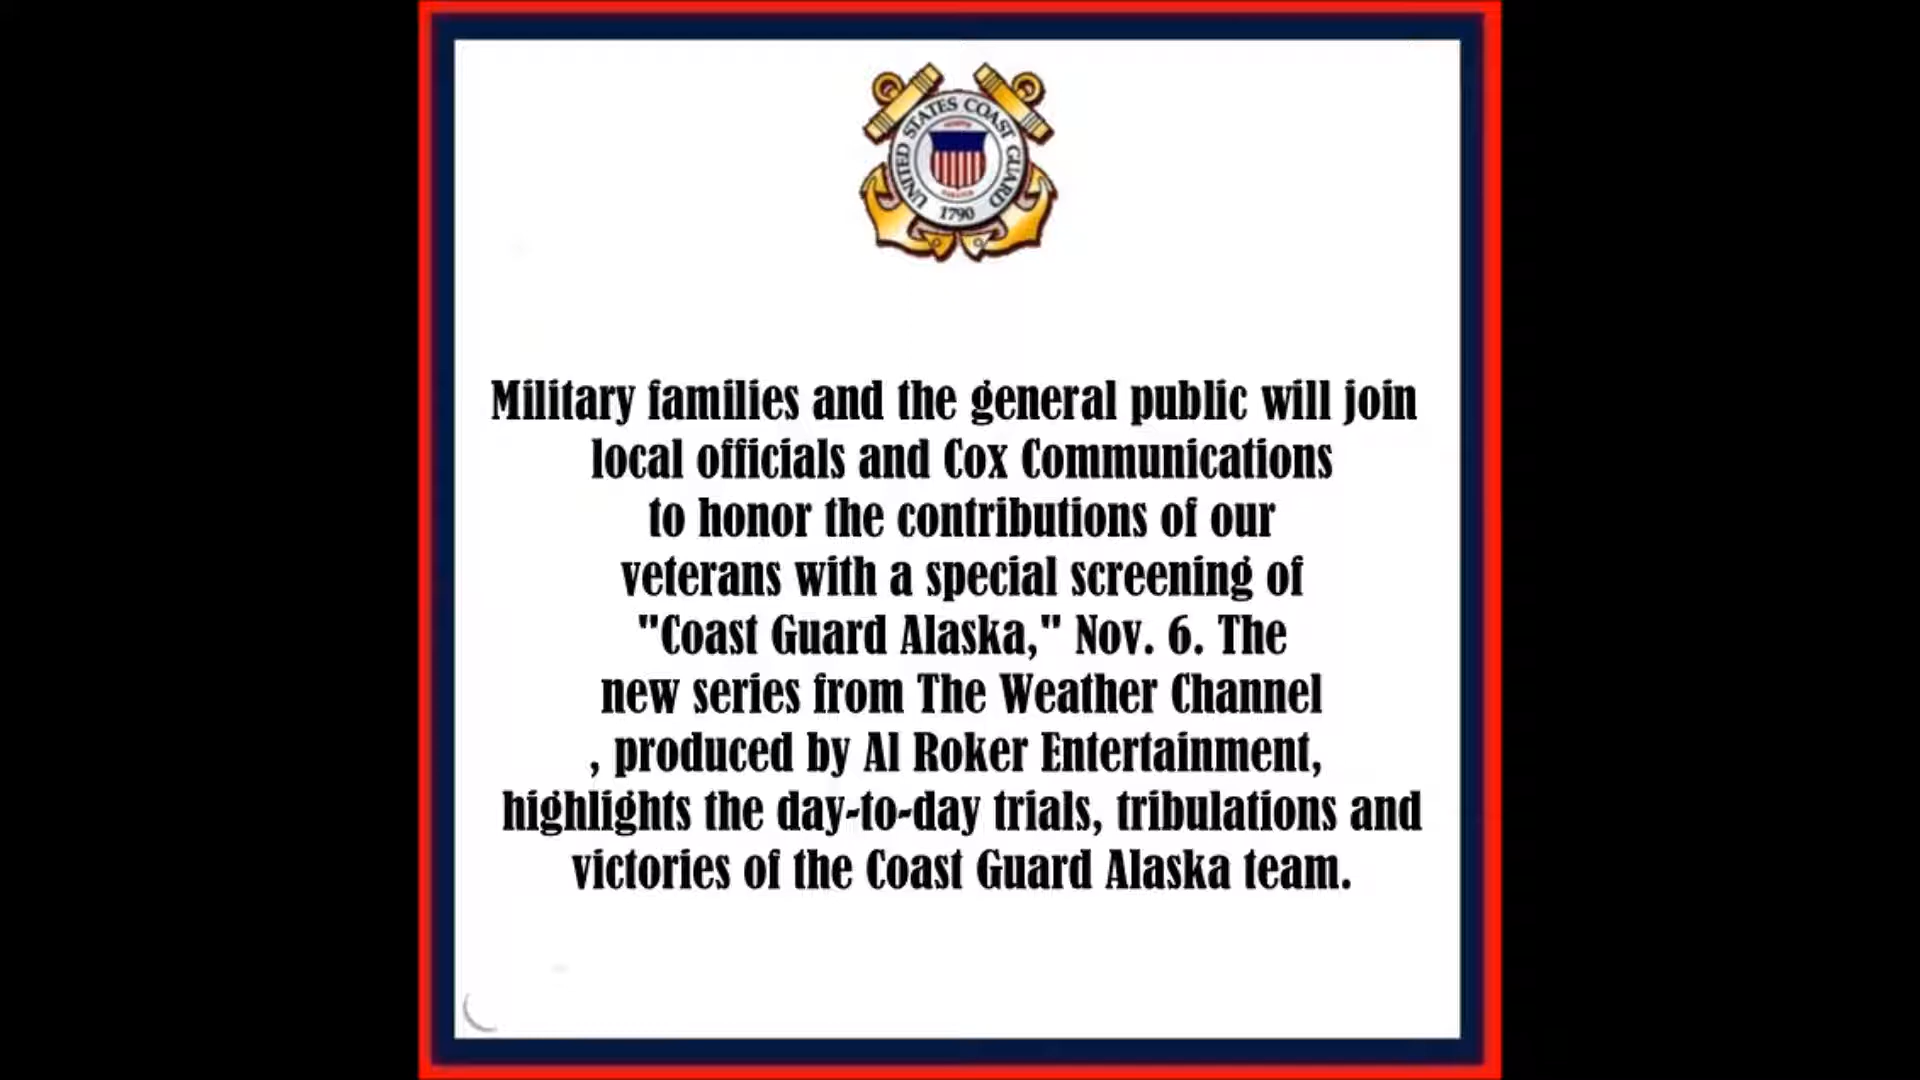 UNITED STATES COAST GUARD
1790
Military families and the general public will join
local officials and Cox Communications
to honor the contributions of our
veterans with a special screening of
"Coast Guard Alaska," Nov. 6. The
new series from The Weather Channel
, produced by Al Roker Entertainment,
highlights the day-to-day trials, tribulations and
victories of the Coast Guard Alaska team.